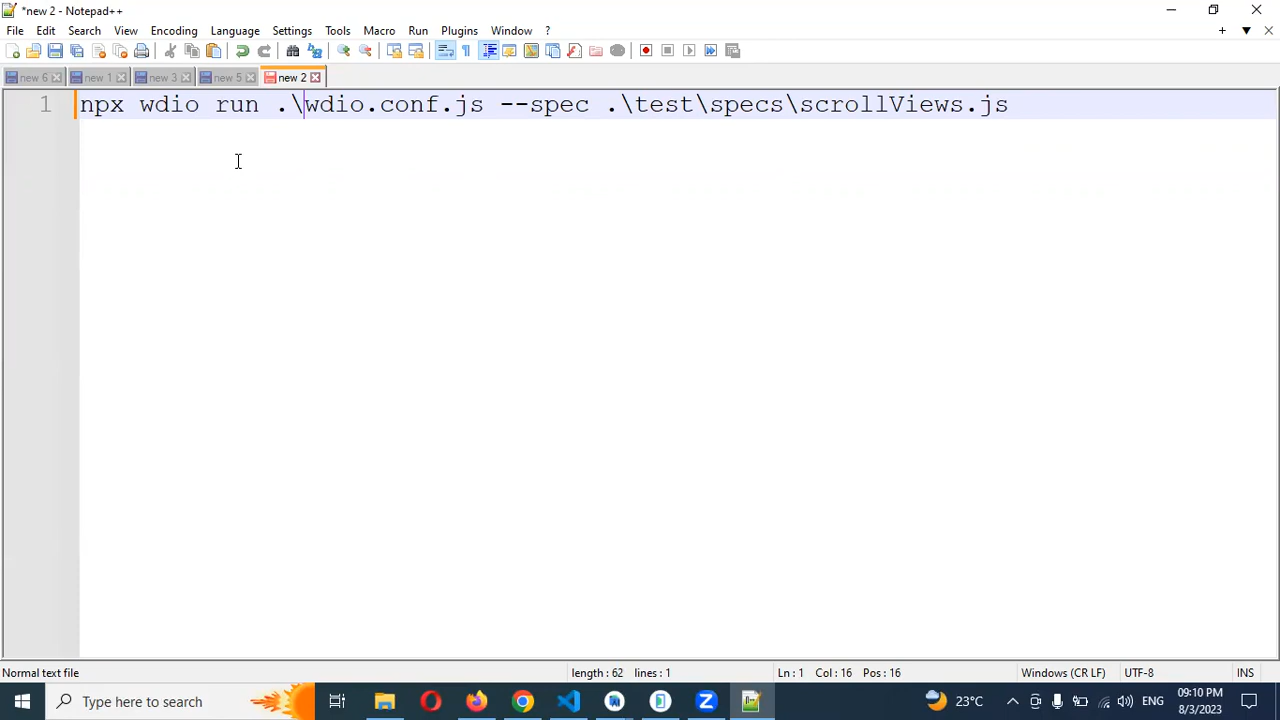 *new 2 - Notepad++
File Edit Search View Encoding Language Settings Tools Macro Run Plugins Window ?
new 6 new 1 new 3 new 5 new 2
1 npx wdio run .\wdio.conf.js --spec .\test\specs\scrollViews.js
Normal text file length : 62 lines : 1 Ln : 1 Col : 16 Pos : 16 Windows (CR LF) UTF-8 INS
Type here to search 23°C ENG 09:10 PM
8/3/2023